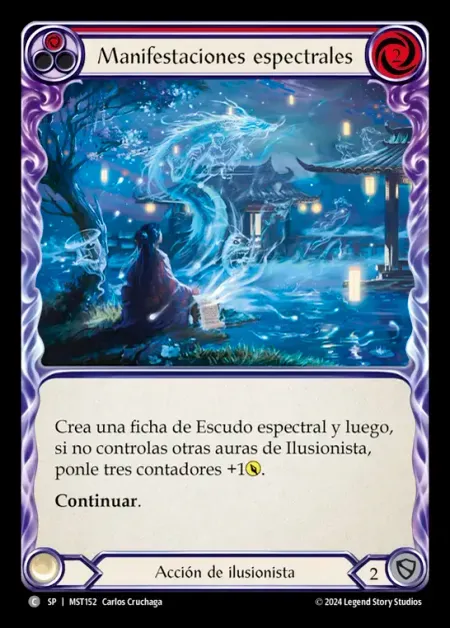 Manifestaciones espectrales
2
Crea una ficha de Escudo espectral y luego,
si no controlas otras auras de Ilusionista,
ponle tres contadores +1.
Continuar.
Acción de ilusionista
2
C SP | MST152 Carlos Cruchaga
© 2024 Legend Story Studios